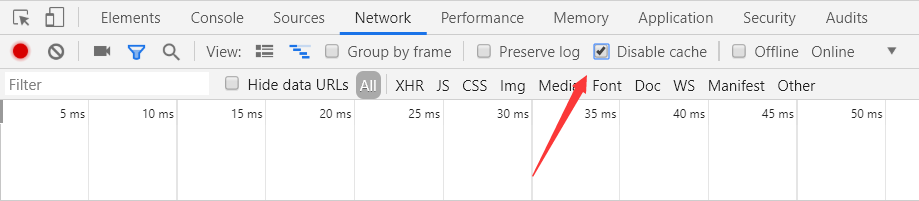 Elements Console Sources Network Performance Memory Application Security Audits
View: Group by frame Preserve log Disable cache Offline Online
Filter Hide data URLs All XHR JS CSS Img Media Font Doc WS Manifest Other
5 ms 10 ms 15 ms 20 ms 25 ms 30 ms 35 ms 40 ms 45 ms 50 ms